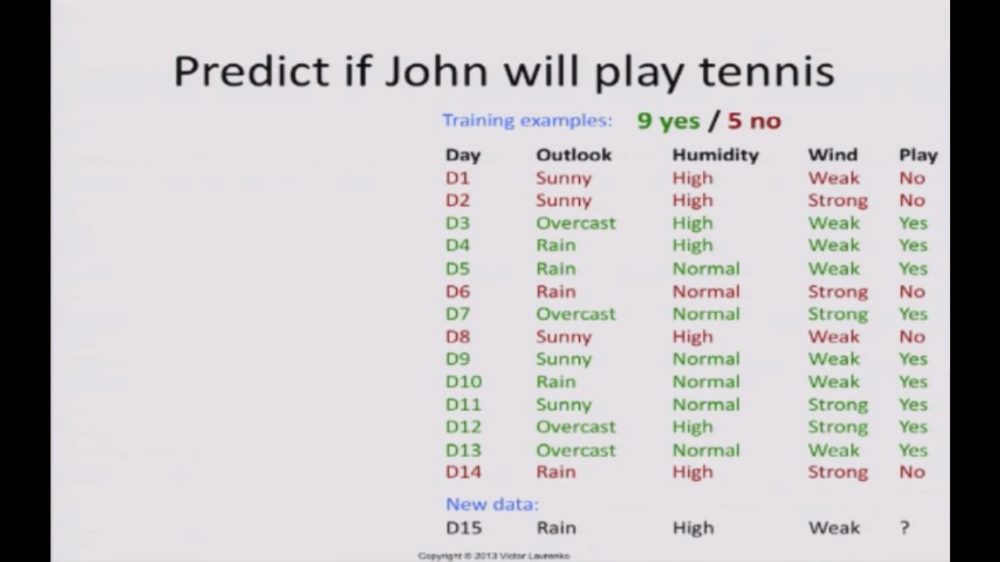 Predict if John will play tennis
Training examples: 9 yes / 5 no
Day Outlook Humidity Wind Play
D1 Sunny High Weak No
D2 Sunny High Strong No
D3 Overcast High Weak Yes
D4 Rain High Weak Yes
D5 Rain Normal Weak Yes
D6 Rain Normal Strong No
D7 Overcast Normal Strong Yes
D8 Sunny High Weak No
D9 Sunny Normal Weak Yes
D10 Rain Normal Weak Yes
D11 Sunny Normal Strong Yes
D12 Overcast High Strong Yes
D13 Overcast Normal Weak Yes
D14 Rain High Strong No
New data:
D15 Rain High Weak ?
Copyright © 2013 Victor Lavrenko